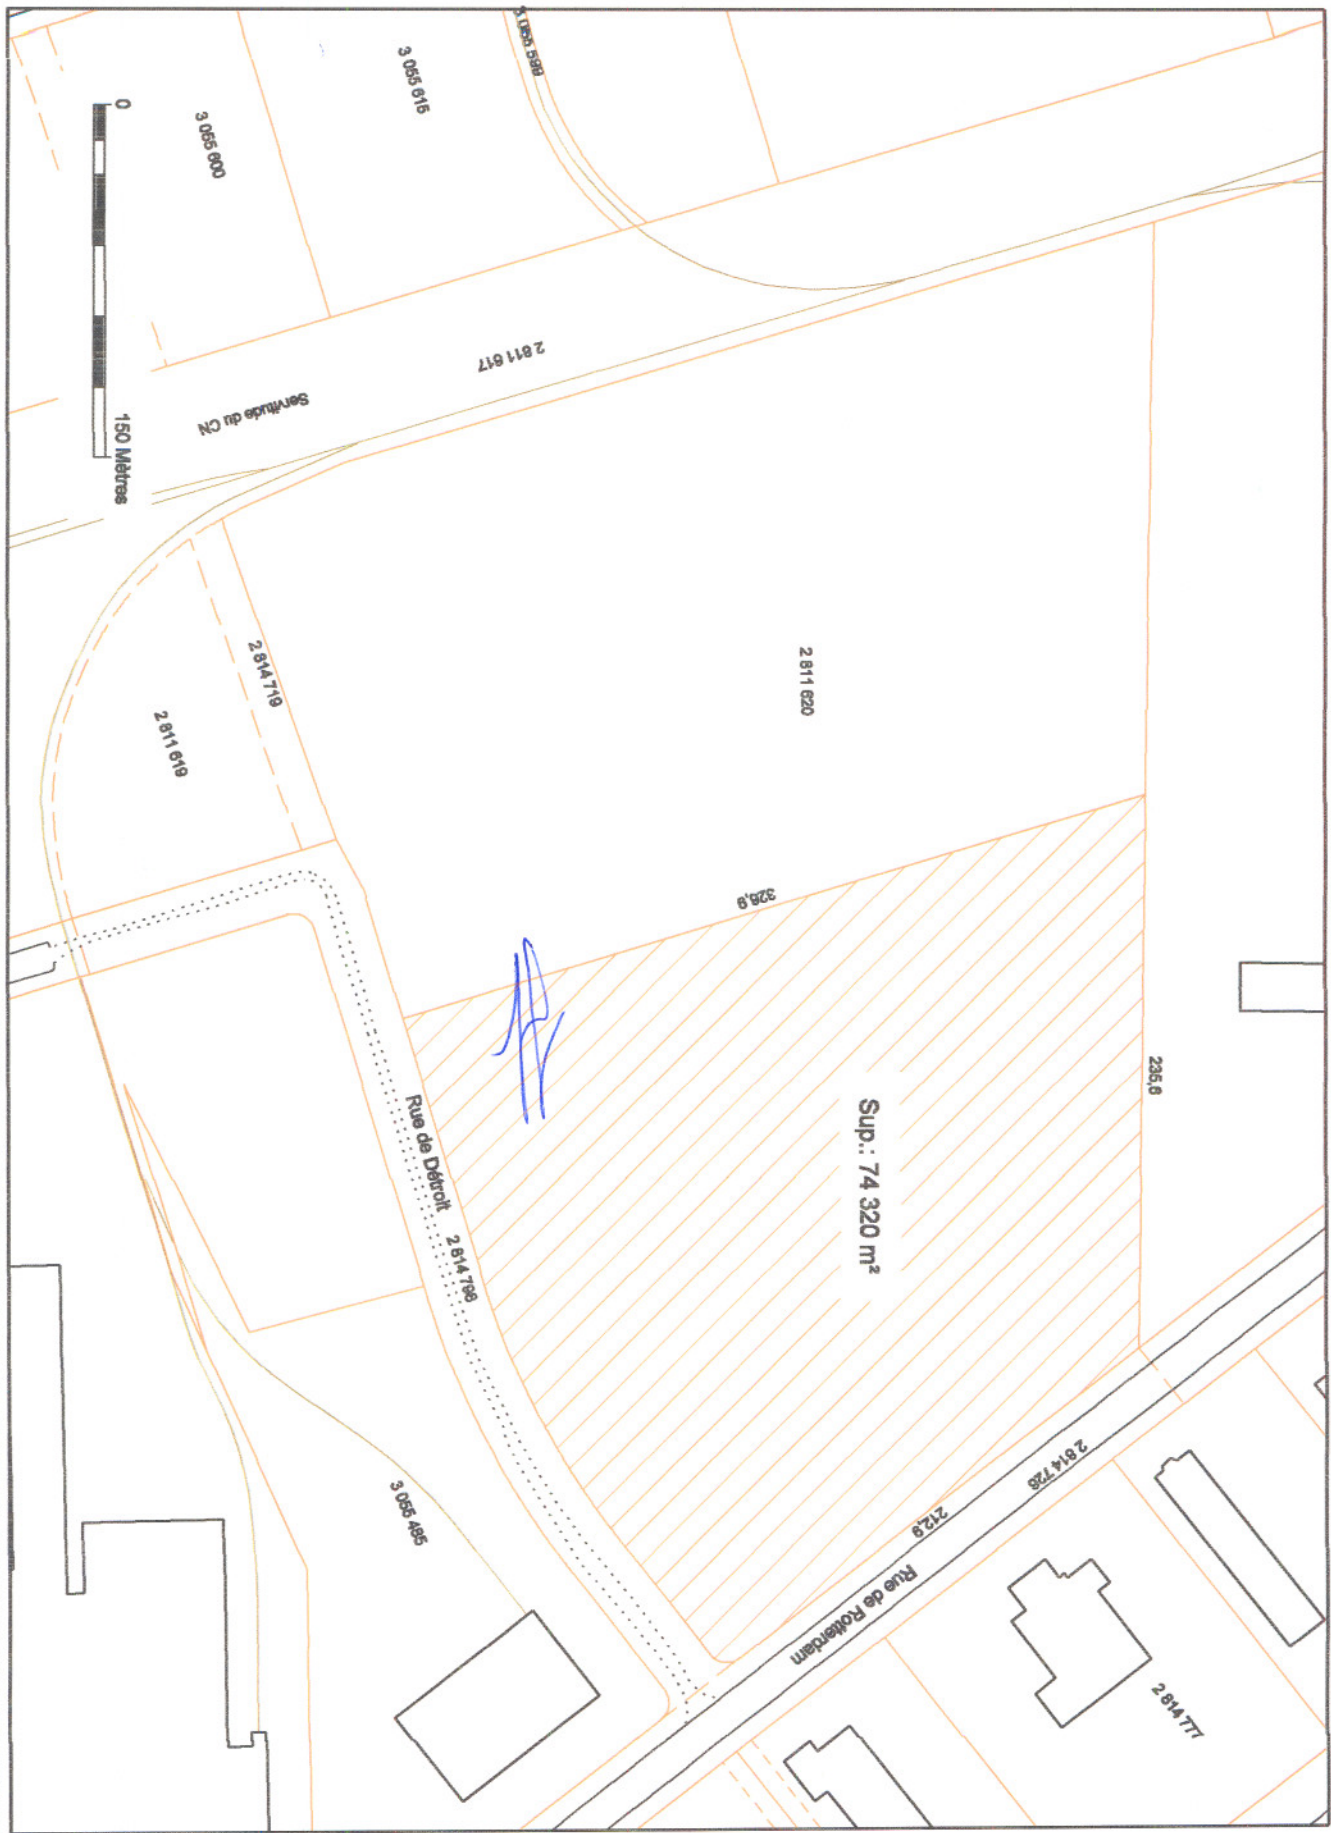 3 055 599
3 055 615
3 055 600
0
150 Mètres
2 811 617
Servitude du CN
2 814 719
2 811 619
2 811 620
326,9
235,6
Sup.: 74 320 m²
Rue de Détroit
2 814 796
3 055 485
2 814 726
212,9
Rue de Rotterdam
2 814 777